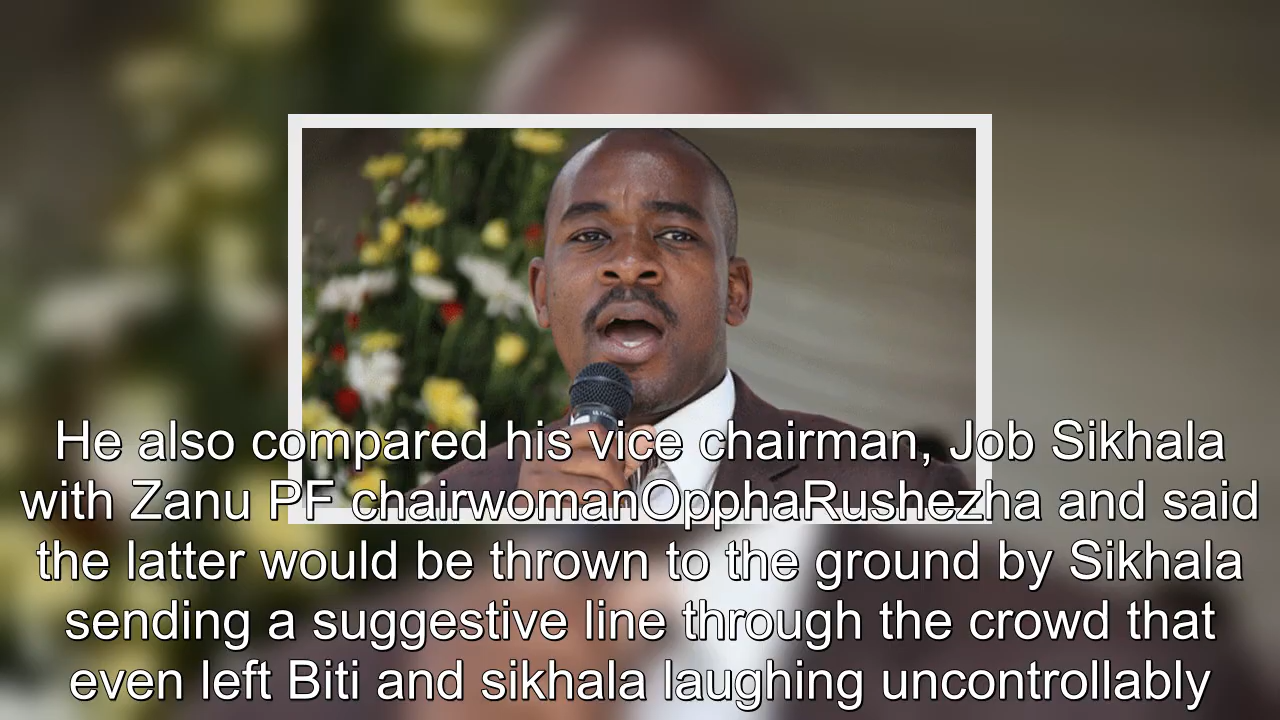 He also compared his vice chairman, Job Sikhala
with Zanu PF chairwomanOpphaRushezha and said
the latter would be thrown to the ground by Sikhala
sending a suggestive line through the crowd that
even left Biti and sikhala laughing uncontrollably